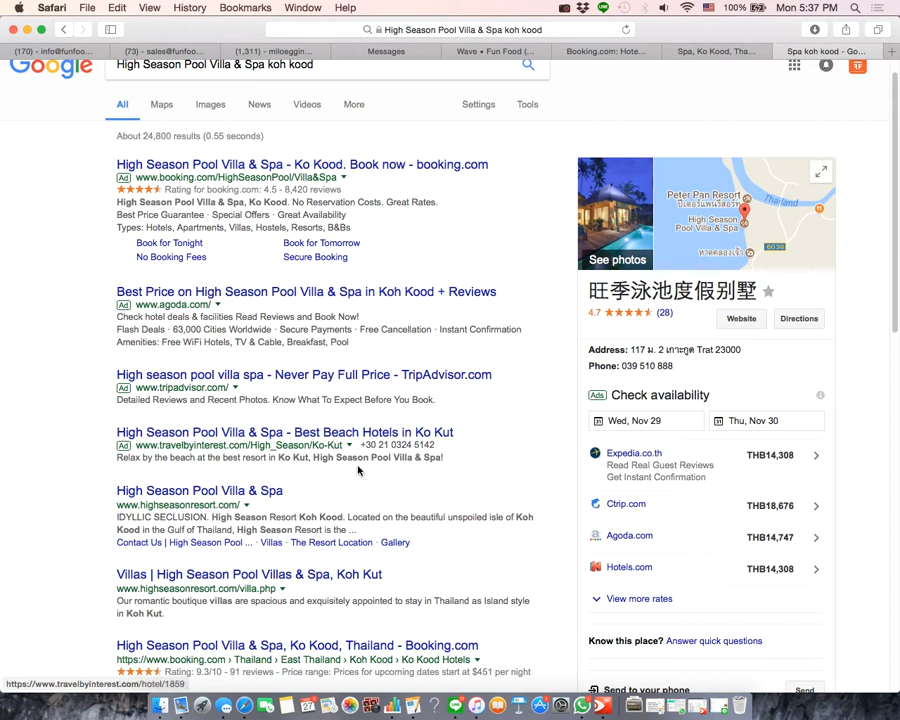 Safari File Edit View History Bookmarks Window Help 100% Mon 5:37 PM
High Season Pool Villa & Spa koh kood
(170) - info@funfoo... (73) - sales@funfoo... (1,311) - miloeggin... Messages Wave • Fun Food (... Booking.com: Hote... Spa, Ko Kood, Tha... Spa koh kood - Go...
Google High Season Pool Villa & Spa koh kood
All Maps Images News Videos More Settings Tools
About 24,800 results (0.55 seconds)
High Season Pool Villa & Spa - Ko Kood. Book now - booking.com
Ad www.booking.com/HighSeasonPool/Villa&Spa
Rating for booking.com: 4.5 - 8,420 reviews
High Season Pool Villa & Spa, Ko Kood. No Reservation Costs. Great Rates.
Best Price Guarantee · Special Offers · Great Availability
Types: Hotels, Apartments, Villas, Hostels, Resorts, B&Bs
Book for Tonight Book for Tomorrow
No Booking Fees Secure Booking
Best Price on High Season Pool Villa & Spa in Koh Kood + Reviews
Ad www.agoda.com/
Check hotel deals & facilities Read Reviews and Book Now!
Flash Deals · 63,000 Cities Worldwide · Secure Payments · Free Cancellation · Instant Confirmation
Amenities: Free WiFi Hotels, TV & Cable, Breakfast, Pool
High season pool villa spa - Never Pay Full Price - TripAdvisor.com
Ad www.tripadvisor.com/
Detailed Reviews and Recent Photos. Know What To Expect Before You Book.
High Season Pool Villa & Spa - Best Beach Hotels in Ko Kut
Ad www.travelbyinterest.com/High_Season/Ko-Kut +30 21 0324 5142
Relax by the beach at the best resort in Ko Kut, High Season Pool Villa & Spa!
High Season Pool Villa & Spa
www.highseasonresort.com/
IDYLLIC SECLUSION. High Season Resort Koh Kood. Located on the beautiful unspoiled isle of Koh
Kood in the Gulf of Thailand, High Season Resort is the ...
Contact Us | High Season Pool ... · Villas · The Resort Location · Gallery
Villas | High Season Pool Villas & Spa, Koh Kut
www.highseasonresort.com/villa.php
Our romantic boutique villas are spacious and exquisitely appointed to stay in Thailand as Island style
in Koh Kut.
High Season Pool Villa & Spa, Ko Kood, Thailand - Booking.com
https://www.booking.com › Thailand › East Thailand › Koh Kood › Ko Kood Hotels
Rating: 9.3/10 - 91 reviews - Price range: Prices for upcoming dates start at $451 per night
https://www.travelbyinterest.com/hotel/1859
See photos
Peter Pan Resort
Thailand
High Season
Pool Villa & Spa
หาดคลองเจ้า
旺季泳池度假别墅
4.7 (28) Website Directions
Address: 117 ม. 2 เกาะกูด Trat 23000
Phone: 039 510 888
Ads Check availability
Wed, Nov 29 Thu, Nov 30
Expedia.co.th THB14,308
Read Real Guest Reviews
Get Instant Confirmation
Ctrip.com THB18,676
Agoda.com THB14,747
Hotels.com THB14,308
View more rates
Know this place? Answer quick questions
Send to your phone Send